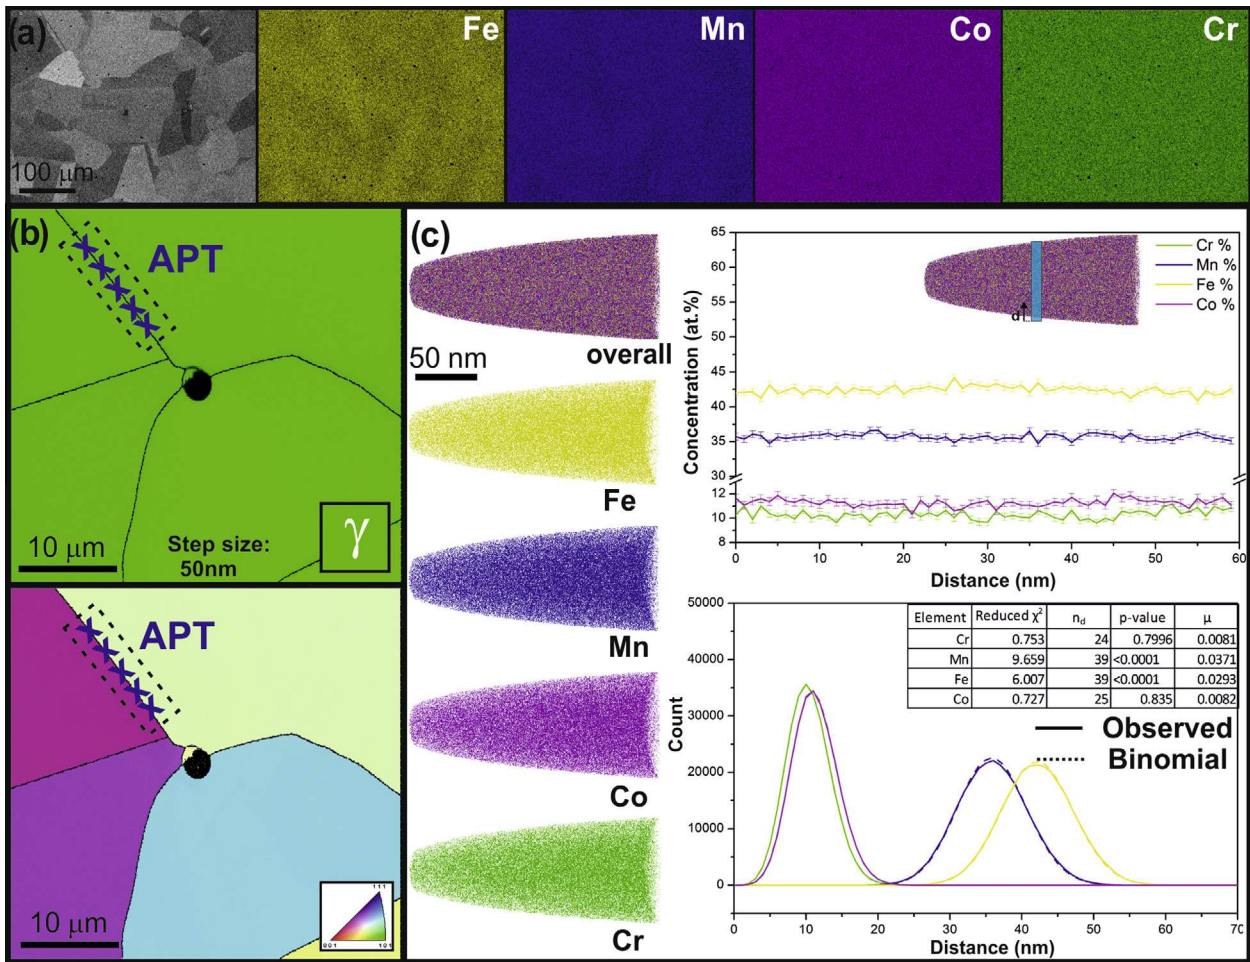 (a)
Fe
Mn
Co
Cr
100 μm
(b)
APT
γ
10 μm
Step size:
50nm
APT
10 μm
111
001
101
(c)
overall
50 nm
Fe
Mn
Co
Cr
65
60
55
50
45
40
35
30
12
10
8
Concentration (at.%)
Cr %
Mn %
Fe %
Co %
d
0 10 20 30 40 50 60
Distance (nm)
50000
40000
30000
20000
10000
0
Count
Element Reduced χ² n_d p-value μ
Cr 0.753 24 0.7996 0.0081
Mn 9.659 39 <0.0001 0.0371
Fe 6.007 39 <0.0001 0.0293
Co 0.727 25 0.835 0.0082
Observed
Binomial
0 10 20 30 40 50 60 70
Distance (nm)